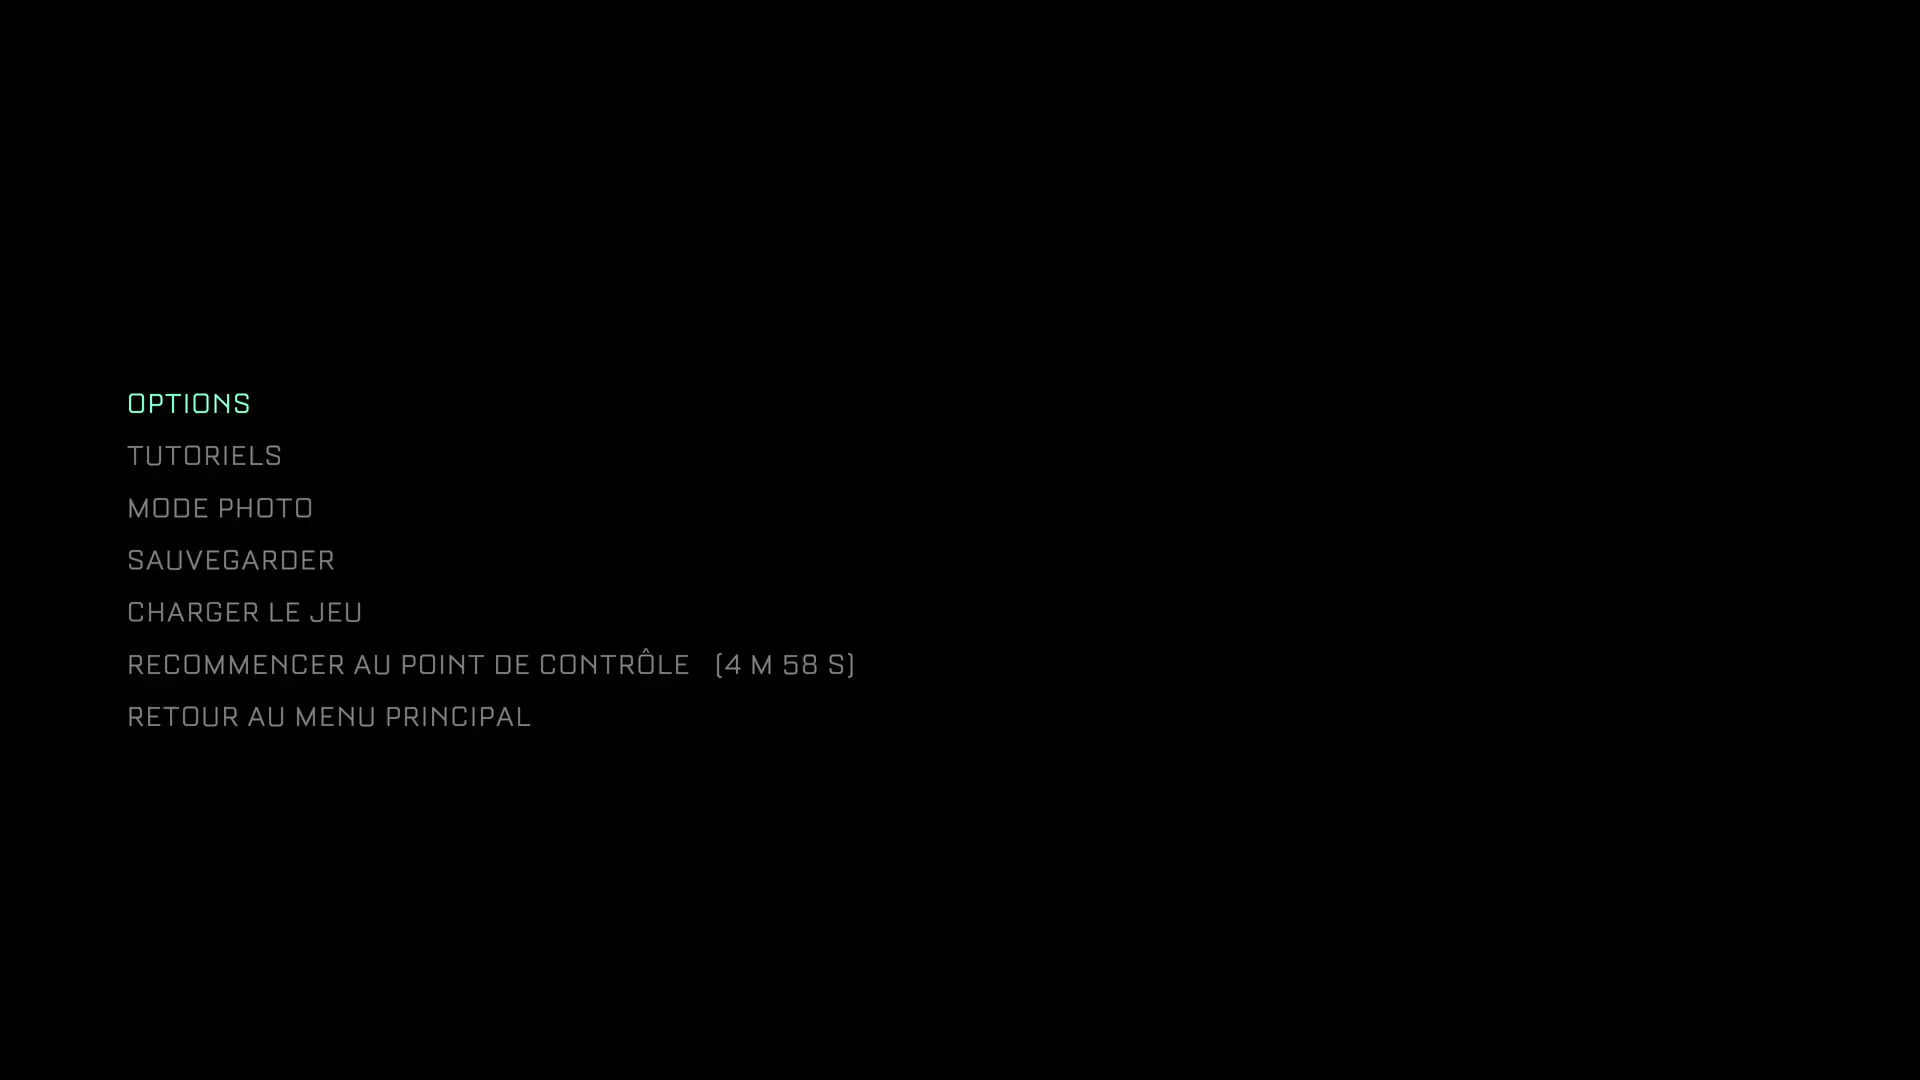 OPTIONS
TUTORIELS
MODE PHOTO
SAUVEGARDER
CHARGER LE JEU
RECOMMENCER AU POINT DE CONTRÔLE (4 M 58 S)
RETOUR AU MENU PRINCIPAL